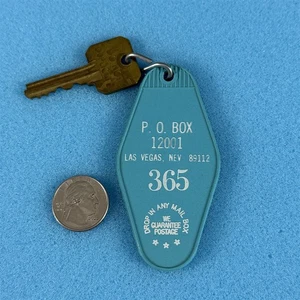 P. O. BOX
12001
LAS VEGAS, NEV 89112
365
DROP IN ANY MAIL BOX
WE
GUARANTEE
POSTAGE